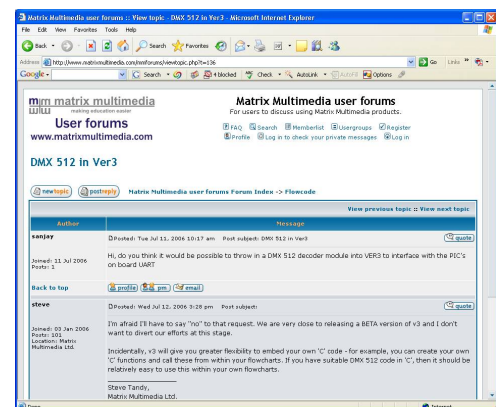 Matrix Multimedia user forums :: View topic - DMX 512 in Ver3 - Microsoft Internet Explorer
File Edit View Favorites Tools Help
Back Search Favorites
Address http://www.matrixmultimedia.com/mmforums/viewtopic.php?t=136 Go Links
Google Search 4 blocked Check AutoLink AutoFill Options
mm matrix multimedia
making education easier
User forums
www.matrixmultimedia.com
Matrix Multimedia user forums
For users to discuss using Matrix Multimedia products.
FAQ Search Memberlist Usergroups Register
Profile Log in to check your private messages Log in
DMX 512 in Ver3
newtopic postreply Matrix Multimedia user forums Forum Index -> Flowcode
View previous topic :: View next topic
Author Message
sanjay Posted: Tue Jul 11, 2006 10:17 am Post subject: DMX 512 in Ver3 quote
Joined: 11 Jul 2006
Posts: 1
Hi, do you think it would be possible to throw in a DMX 512 decoder module into VER3 to interface with the PIC's
on board UART
Back to top profile pm email
steve Posted: Wed Jul 12, 2006 3:28 pm Post subject: quote
Joined: 03 Jan 2006
Posts: 101
Location: Matrix
Multimedia Ltd.
I'm afraid I'll have to say "no" to that request. We are very close to releasing a BETA version of v3 and I don't
want to divert our efforts at this stage.
Incidentally, v3 will give you greater flexibility to embed your own 'C' code - for example, you can create your own
'C' functions and call these from within your flowcharts. If you have suitable DMX 512 code in 'C', then it should be
relatively easy to use this within your own flowcharts.
Steve Tandy,
Matrix Multimedia Ltd.
Done Internet